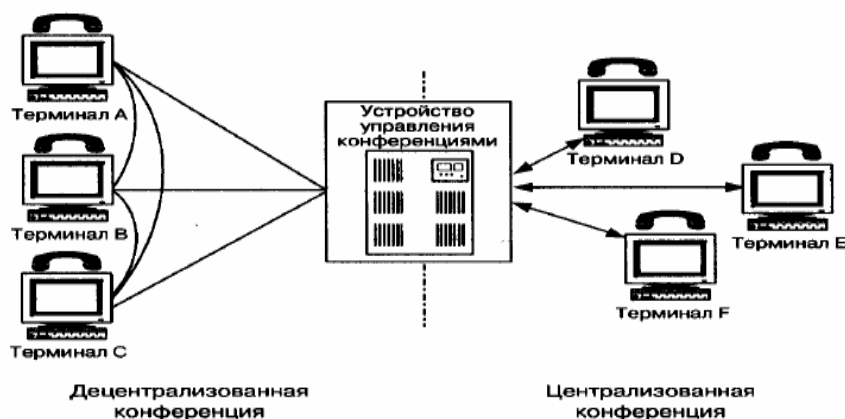 Терминал A
Терминал B
Терминал C
Устройство
управления
конференциями
Терминал D
Терминал E
Терминал F
Децентрализованная
конференция
Централизованная
конференция